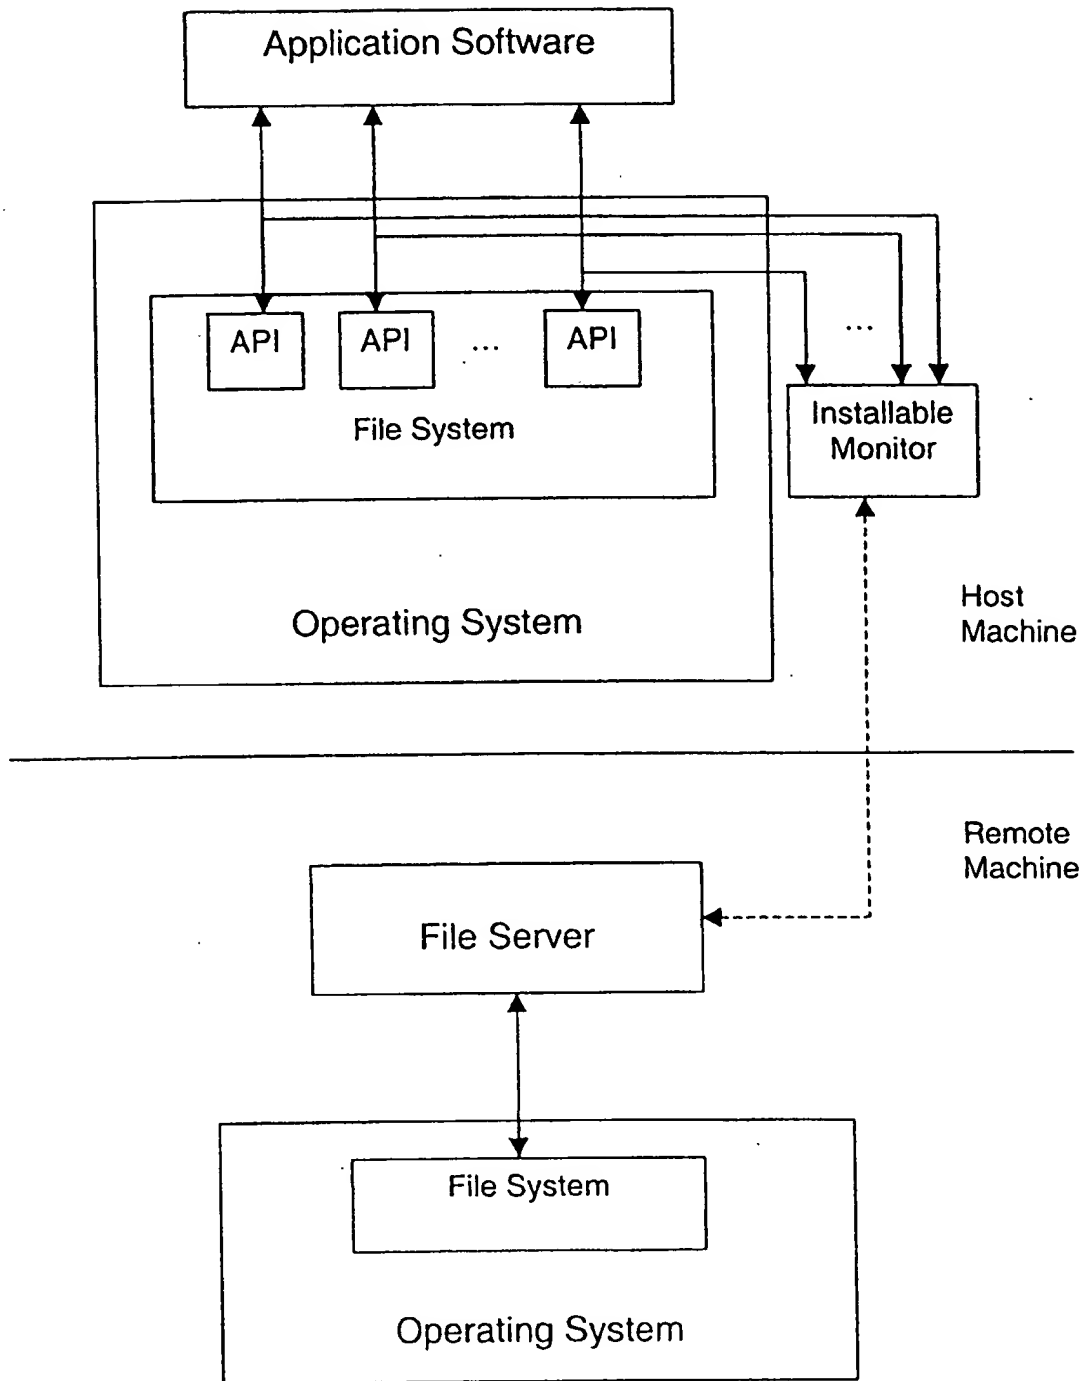 Application Software
API API ... API
...
File System
Installable
Monitor
Operating System
Host
Machine
Remote
Machine
File Server
File System
Operating System